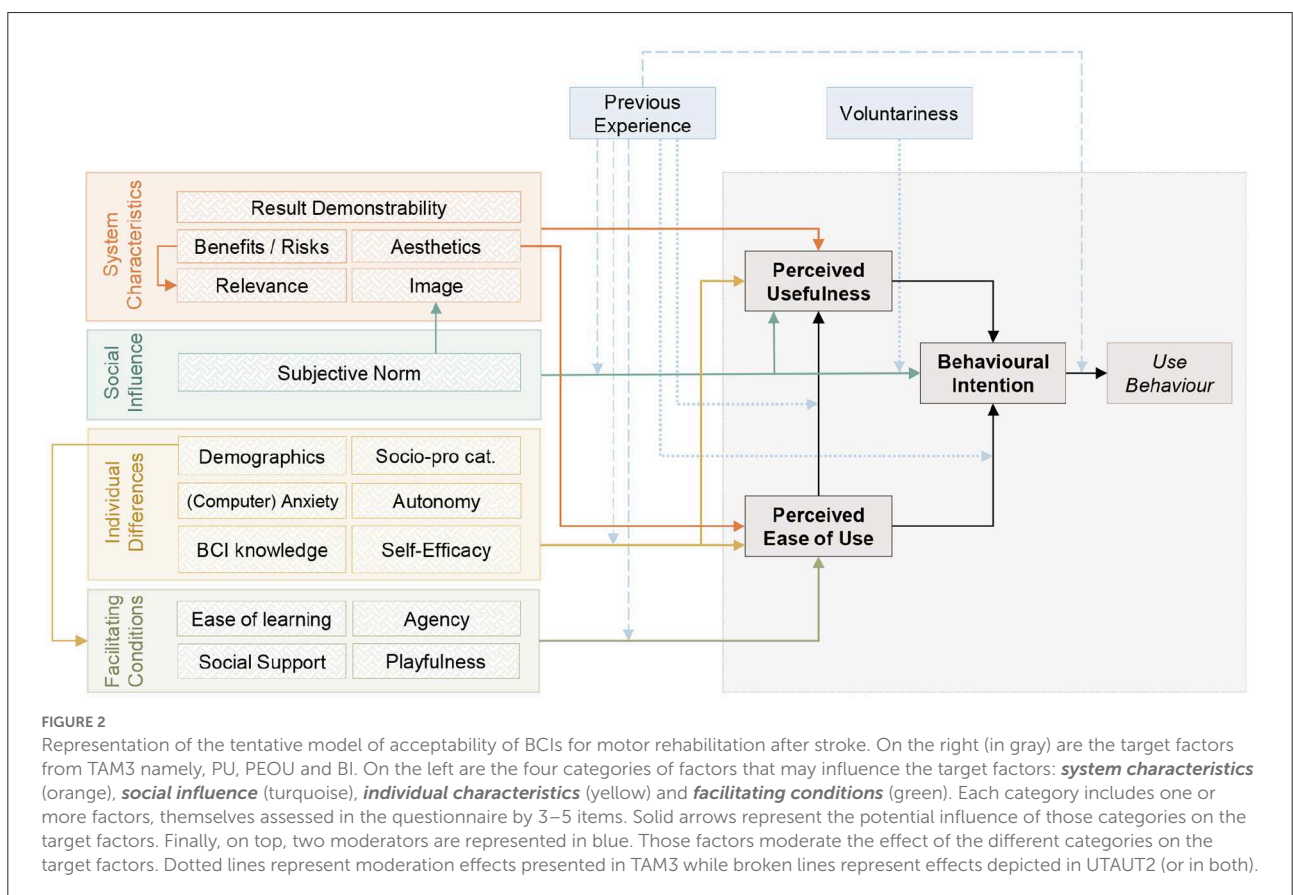 Previous
Experience
Voluntariness
System
Characteristics
Result Demonstrability
Benefits / Risks
Aesthetics
Relevance
Image
Social
Influence
Subjective Norm
Individual
Differences
Demographics
Socio-pro cat.
(Computer) Anxiety
Autonomy
BCI knowledge
Self-Efficacy
Facilitating
Conditions
Ease of learning
Agency
Social Support
Playfulness
Perceived
Usefulness
Behavioural
Intention
Use
Behaviour
Perceived
Ease of Use
FIGURE 2
Representation of the tentative model of acceptability of BCIs for motor rehabilitation after stroke. On the right (in gray) are the target factors
from TAM3 namely, PU, PEOU and BI. On the left are the four categories of factors that may influence the target factors: system characteristics
(orange), social influence (turquoise), individual characteristics (yellow) and facilitating conditions (green). Each category includes one or
more factors, themselves assessed in the questionnaire by 3–5 items. Solid arrows represent the potential influence of those categories on the
target factors. Finally, on top, two moderators are represented in blue. Those factors moderate the effect of the different categories on the
target factors. Dotted lines represent moderation effects presented in TAM3 while broken lines represent effects depicted in UTAUT2 (or in both).